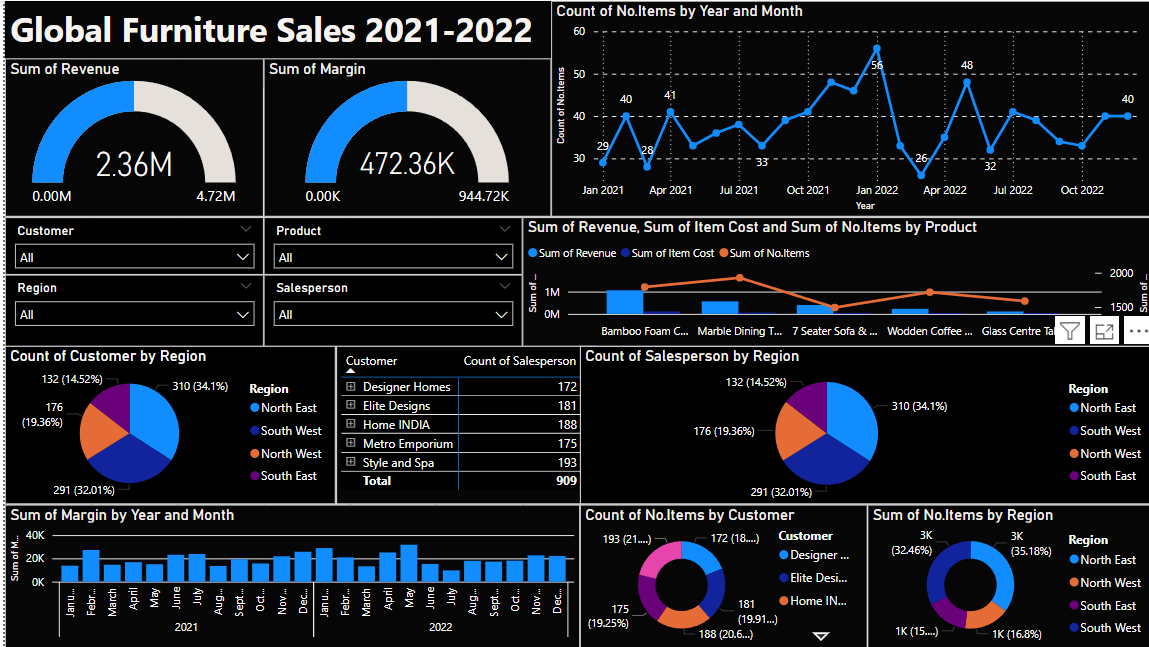 Global Furniture Sales 2021-2022
Sum of Revenue
2.36M
0.00M
4.72M
Sum of Margin
472.36K
0.00K
944.72K
Count of No.Items by Year and Month
Count of No.Items
60
50
40
30
29
40
28
41
33
56
26
48
32
40
Jan 2021
Apr 2021
Jul 2021
Oct 2021
Jan 2022
Apr 2022
Jul 2022
Oct 2022
Year
Customer
All
Product
All
Region
All
Salesperson
All
Sum of Revenue, Sum of Item Cost and Sum of No.Items by Product
Sum of Revenue
Sum of Item Cost
Sum of No.Items
Sum of ...
1M
0M
2000
1500
Sum of...
Bamboo Foam C...
Marble Dining T...
7 Seater Sofa & ...
Wodden Coffee ...
Glass Centre Ta
Count of Customer by Region
132 (14.52%)
310 (34.1%)
176
(19.36%)
291 (32.01%)
Region
North East
South West
North West
South East
Customer
Count of Salesperson
Designer Homes 172
Elite Designs 181
Home INDIA 188
Metro Emporium 175
Style and Spa 193
Total 909
Count of Salesperson by Region
132 (14.52%)
310 (34.1%)
176 (19.36%)
291 (32.01%)
Region
North East
South West
North West
South East
Sum of Margin by Year and Month
Sum of M...
40K
20K
0K
Janu...
Febr...
March
April
May
June
July
Aug...
Sept...
Oct...
Nov...
Dec...
Janu...
Febr...
March
April
May
June
July
Aug...
Sept...
Oct...
Nov...
Dec...
2021
2022
Count of No.Items by Customer
193 (21....)
172 (18....)
175
(19.25%)
181
(19.91...)
188 (20.6...)
Customer
Designer ...
Elite Desi...
Home IN...
Sum of No.Items by Region
3K
(32.46%)
3K
(35.18%)
1K (15....)
1K (16.8%)
Region
North East
North West
South East
South West